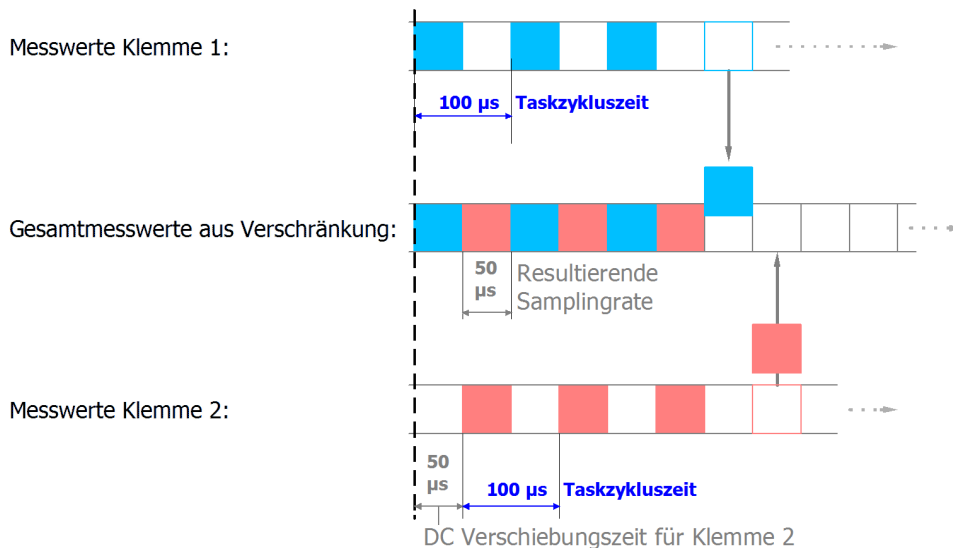 Messwerte Klemme 1:
100 µs Taskzykluszeit
Gesamtmesswerte aus Verschränkung:
50
µs
Resultierende
Samplingrate
Messwerte Klemme 2:
50
µs
100 µs Taskzykluszeit
DC Verschiebungszeit für Klemme 2